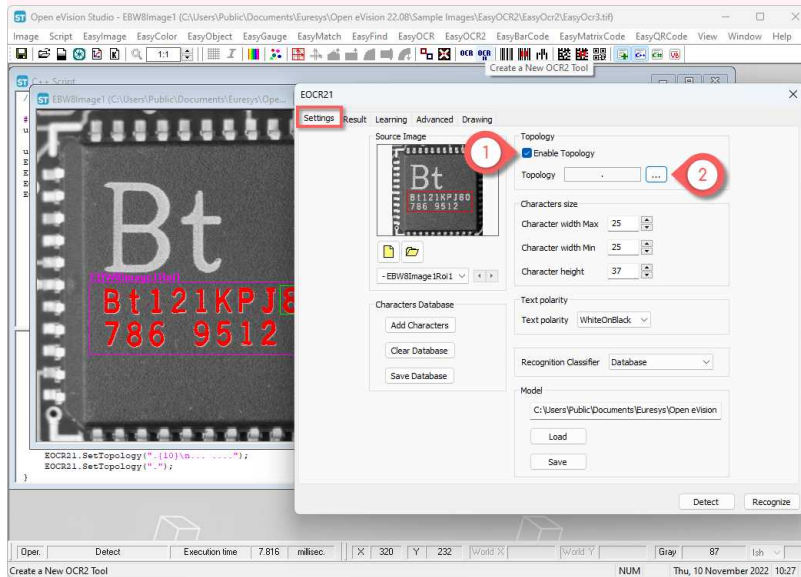 Open eVision Studio - EBW8Image1 (C:\Users\Public\Documents\Euresys\Open eVision 22.08\Sample Images\EasyOCR2\EasyOcr2\EasyOcr3.tif)
Image Script EasyImage EasyColor EasyObject EasyGauge EasyMatch EasyFind EasyOCR EasyOCR2 EasyBarCode EasyMatrixCode EasyQRCode View Window Help
1:1
Create a New OCR2 Tool
C++ Script
EBW8Image1 (C:\Users\Public\Documents\Euresys\Ope...
Bt
Bt121KPJ8
786 9512
EOCR21.SetTopology(".{10}\n... ....");
EOCR21.SetTopology(".");
}
EOCR21
Settings Result Learning Advanced Drawing
Source Image
Bt
Bt121KPJ80
786 9512
-EBW8Image1Roi1
Characters Database
Add Characters
Clear Database
Save Database
Topology
1
Enable Topology
Topology . ... 2
Characters size
Character width Max 25
Character width Min 25
Character height 37
Text polarity
Text polarity WhiteOnBlack
Recognition Classifier Database
Model
C:\Users\Public\Documents\Euresys\Open eVision
Load
Save
Detect Recognize
Oper. Detect Execution time 7.816 millisec. X 320 Y 232 World X World Y Gray 87 lsh
Create a New OCR2 Tool NUM Thu, 10 November 2022 10:27